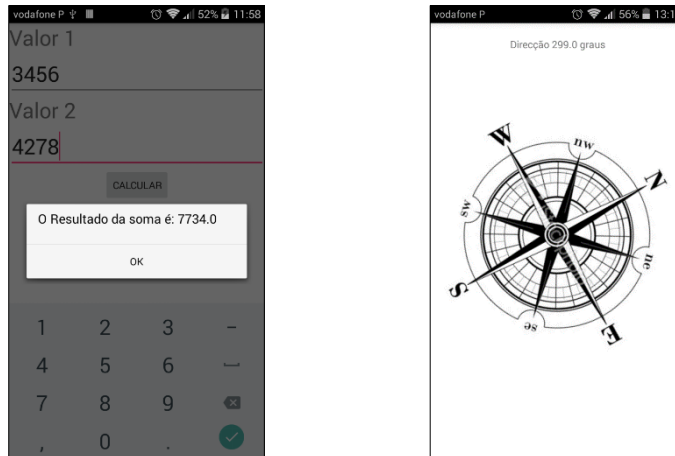 vodafone P 52% 11:58
Valor 1
3456
Valor 2
4278
CALCULAR
O Resultado da soma é: 7734.0
OK
1 2 3 -
4 5 6
7 8 9
, 0 .
vodafone P 56% 13:1
Direcção 299.0 graus
W
nw
N
sw
ne
S
se
E